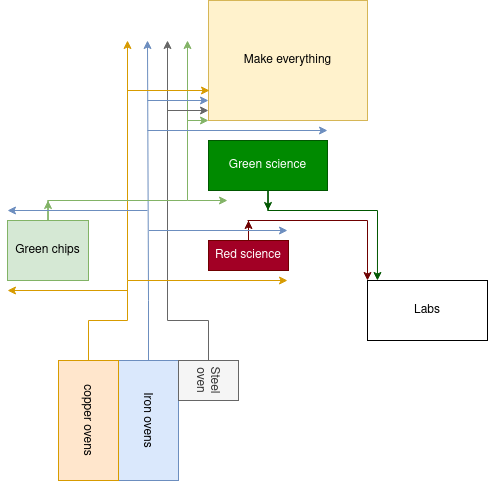 Make everything
Green science
Green chips
Red science
Labs
copper ovens
Iron ovens
Steel
oven